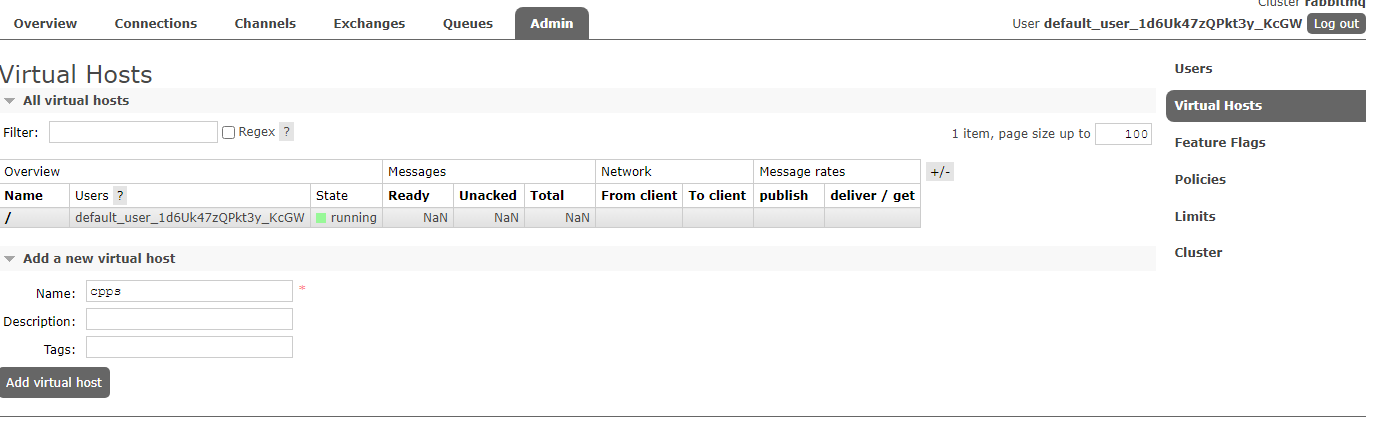 Cluster rabbitmq
Overview Connections Channels Exchanges Queues Admin
User default_user_1d6Uk47zQPkt3y_KcGW Log out
Virtual Hosts
All virtual hosts
Filter: Regex ?
1 item, page size up to 100
Overview Messages Network Message rates +/-
Name Users ? State Ready Unacked Total From client To client publish deliver / get
/ default_user_1d6Uk47zQPkt3y_KcGW running NaN NaN NaN
Add a new virtual host
Name: cpps *
Description:
Tags:
Add virtual host
Users
Virtual Hosts
Feature Flags
Policies
Limits
Cluster